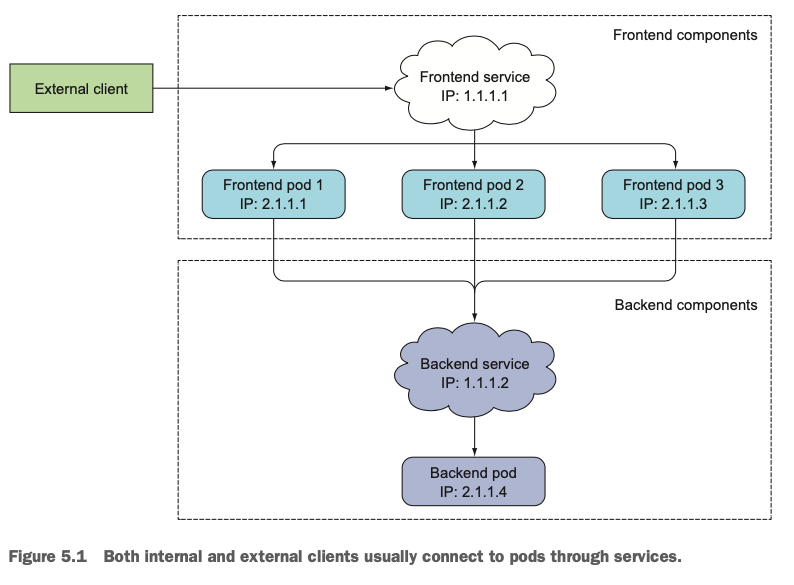 Frontend components
External client
Frontend service
IP: 1.1.1.1
Frontend pod 1
IP: 2.1.1.1
Frontend pod 2
IP: 2.1.1.2
Frontend pod 3
IP: 2.1.1.3
Backend components
Backend service
IP: 1.1.1.2
Backend pod
IP: 2.1.1.4
Figure 5.1 Both internal and external clients usually connect to pods through services.